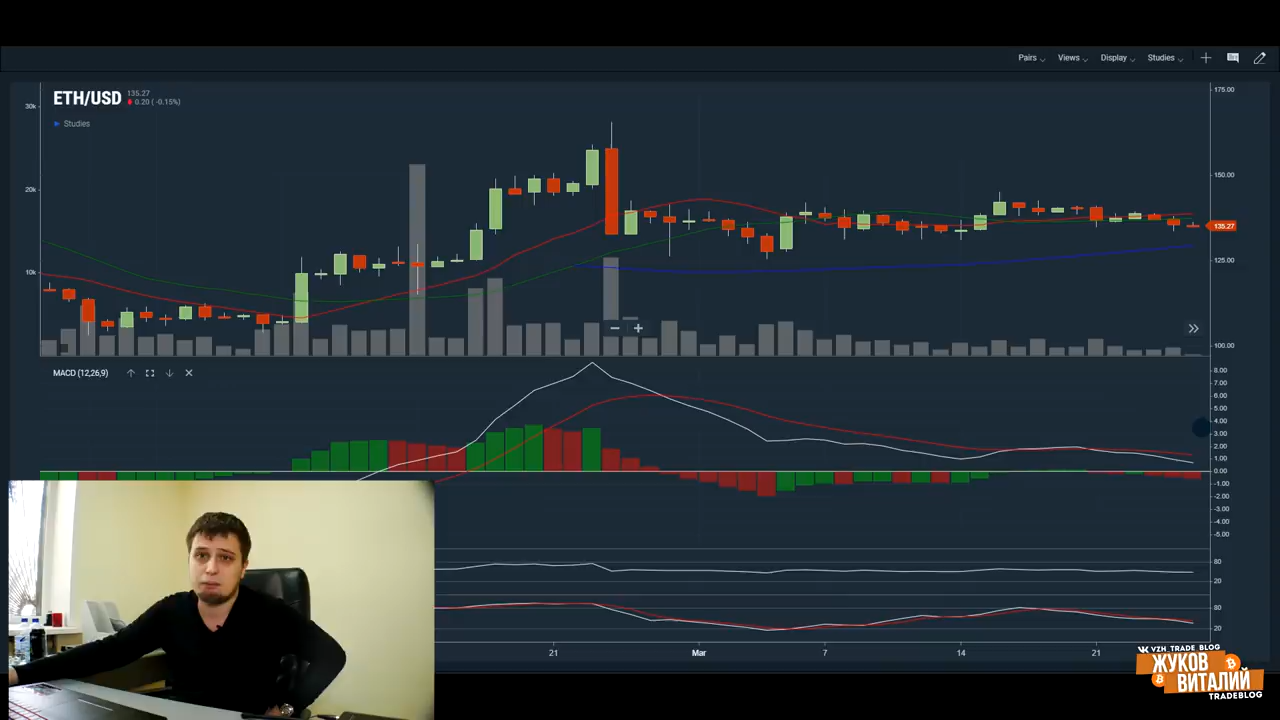 Pairs Views Display Studies
ETH/USD
135.27
0.20 ( -0.15%)
Studies
30k
20k
10k
175.00
150.00
135.27
125.00
100.00
MACD (12,26,9)
8.00
7.00
6.00
5.00
4.00
3.00
2.00
1.00
0.00
-1.00
-2.00
-3.00
-4.00
-5.00
80
20
80
20
21
Mar
7
14
21
VZH_TRADE_BLOG
ЖУКОВ
ВИТАЛИЙ
TRADEBLOG